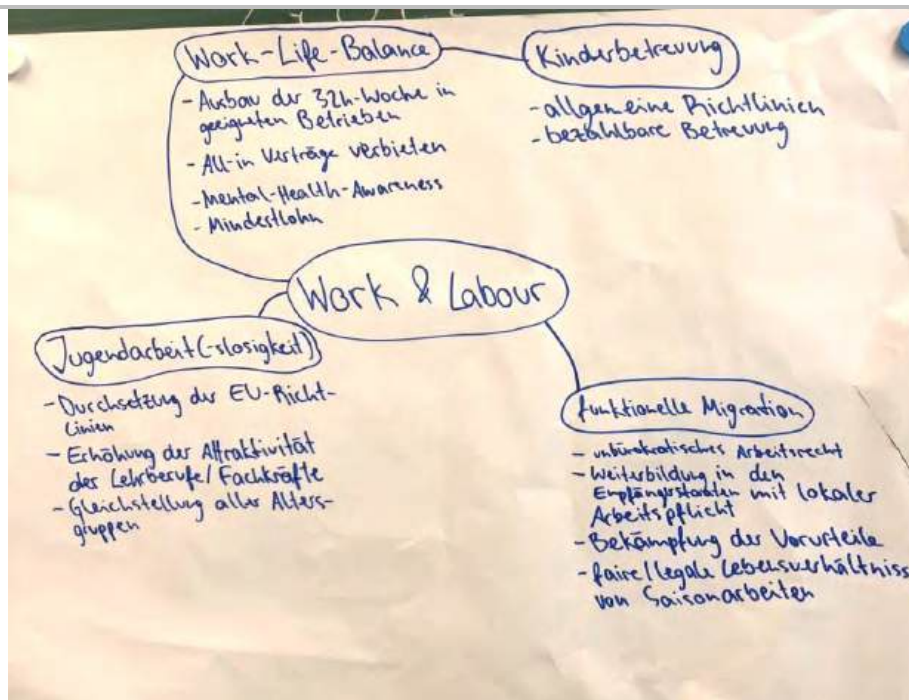 Work-Life-Balance
- Ausbau der 32h-Woche in
geeigneten Betrieben
- All-in Verträge verbieten
- Mental-Health-Awareness
- Mindestlohn
Kinderbetreuung
- allgemeine Richtlinien
- bezahlbare Betreuung
Work & Labour
Jugendarbeit(-slosigkeit)
- Durchsetzung der EU-Richt-
linien
- Erhöhung der Attraktivität
der Lehrberufe/Fachkräfte
- Gleichstellung aller Alters-
gruppen
funktionelle Migration
- unbürokratisches Arbeitsrecht
- Weiterbildung in den
Empfängerstaaten mit lokaler
Arbeitspflicht
- Bekämpfung der Vorurteile
- faire/legale Lebensverhältniss
von Saisonarbeiten